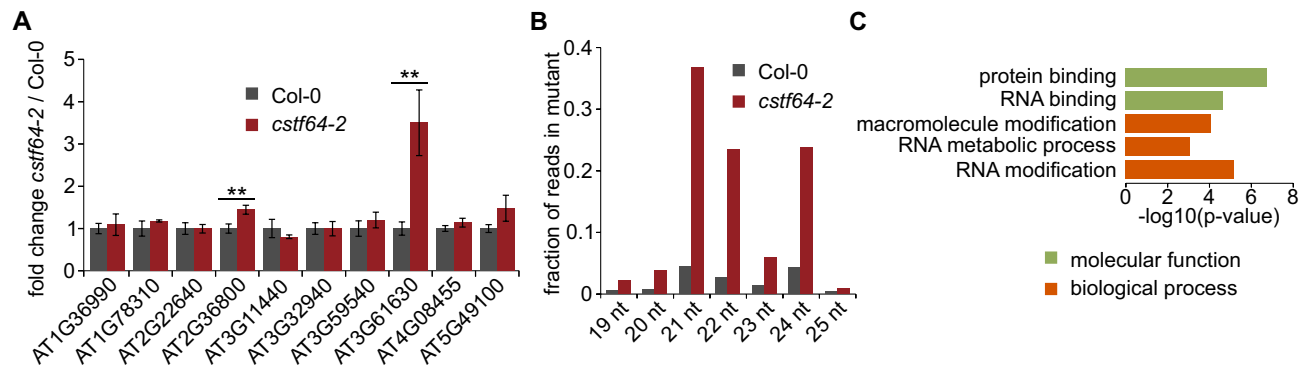 A
fold change cstf64-2 / Col-0
5
4
3
2
1
0
Col-0
cstf64-2
**
**
AT1G36990
AT1G78310
AT2G22640
AT2G36800
AT3G11440
AT3G32940
AT3G59540
AT3G61630
AT4G08455
AT5G49100
B
fraction of reads in mutant
0.4
0.3
0.2
0.1
0
Col-0
cstf64-2
19 nt
20 nt
21 nt
22 nt
23 nt
24 nt
25 nt
C
protein binding
RNA binding
macromolecule modification
RNA metabolic process
RNA modification
0 2 4 6 8
-log10(p-value)
molecular function
biological process